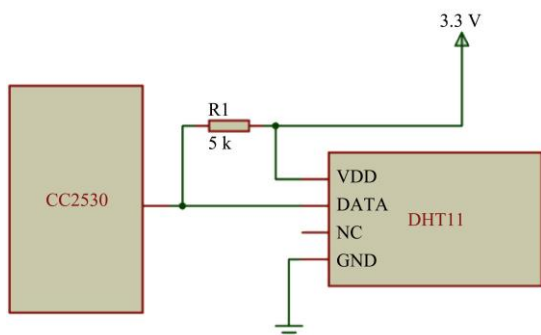 3.3 V
R1
5 k
VDD
CC2530
DATA
DHT11
NC
GND